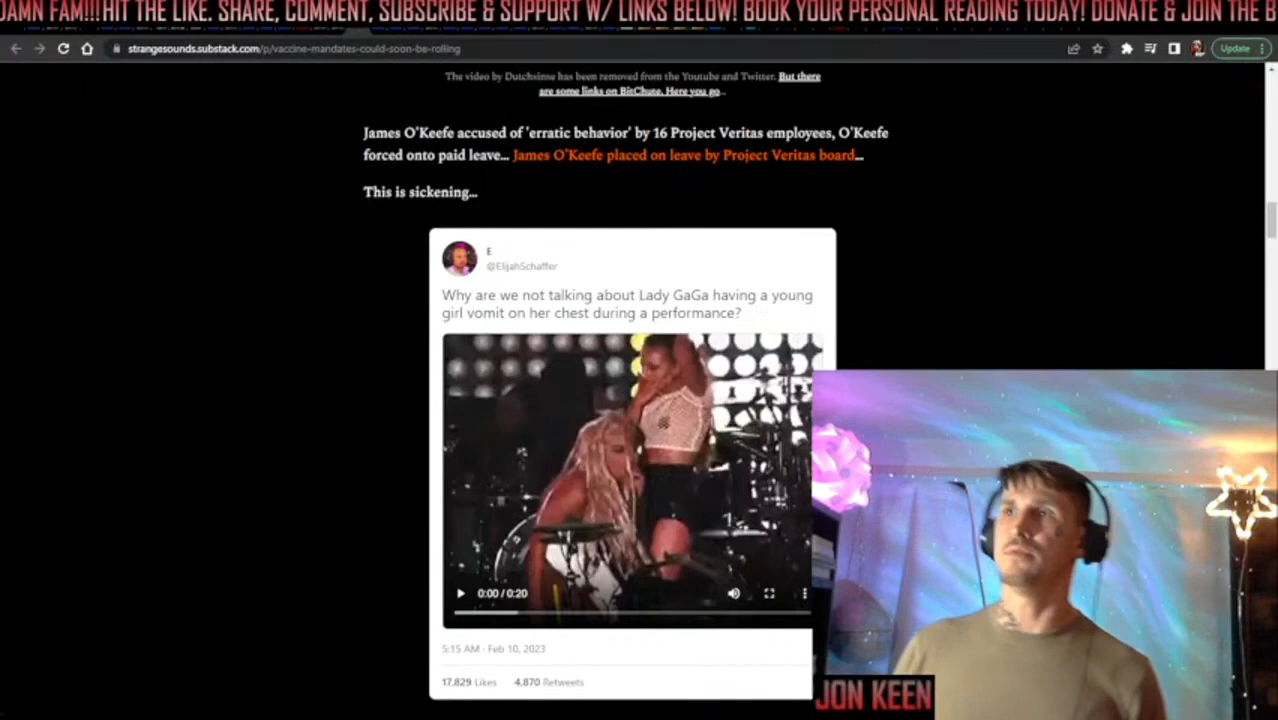 DAMN FAM!!! HIT THE LIKE. SHARE, COMMENT, SUBSCRIBE & SUPPORT W/ LINKS BELOW! BOOK YOUR PERSONAL READING TODAY! DONATE & JOIN THE B
strangesounds.substack.com/p/vaccine-mandates-could-soon-be-rolling
Update
The video by Dutchsinse has been removed from the Youtube and Twitter. But there
are some links on BitChute. Here you go..
James O'Keefe accused of 'erratic behavior' by 16 Project Veritas employees, O'Keefe
forced onto paid leave... James O'Keefe placed on leave by Project Veritas board...
This is sickening...
E
@ElijahSchaffer
Why are we not talking about Lady GaGa having a young
girl vomit on her chest during a performance?
0:00 / 0:20
5:15 AM · Feb 10, 2023
17,829 Likes 4,870 Retweets
JON KEEN